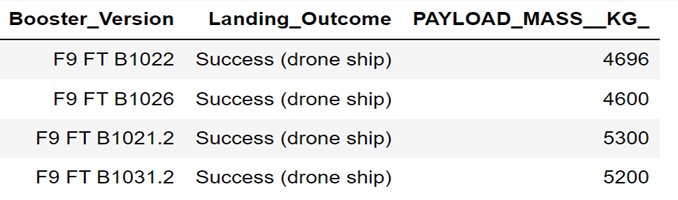 Booster_Version Landing_Outcome PAYLOAD_MASS__KG_
F9 FT B1022 Success (drone ship) 4696
F9 FT B1026 Success (drone ship) 4600
F9 FT B1021.2 Success (drone ship) 5300
F9 FT B1031.2 Success (drone ship) 5200